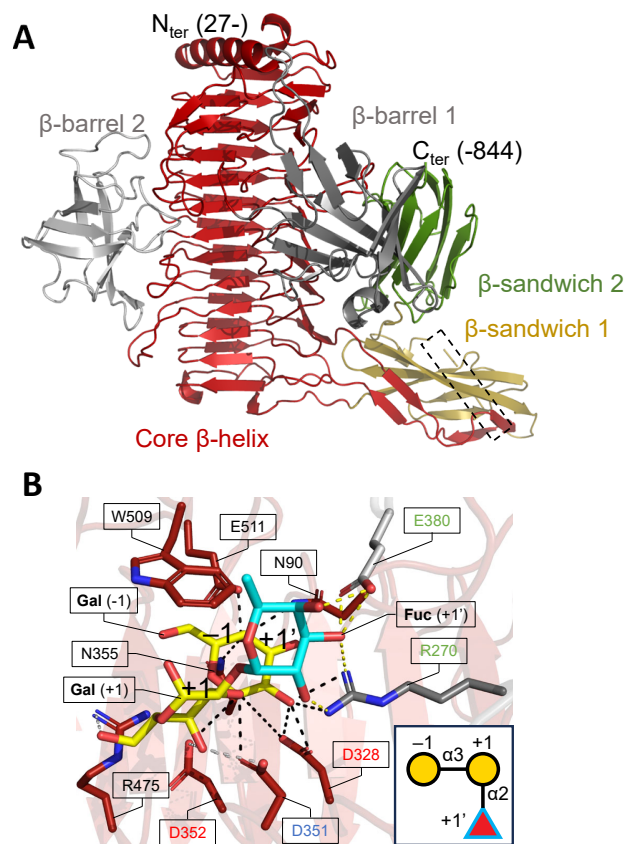 A
Nter (27-)
β-barrel 2
β-barrel 1
Cter (-844)
β-sandwich 2
β-sandwich 1
Core β-helix
B
W509
E511
N90
E380
Gal (-1)
−1
+1'
Fuc (+1')
N355
R270
Gal (+1)
+1
R475
D352
D351
D328
−1
α3
+1
α2
+1'